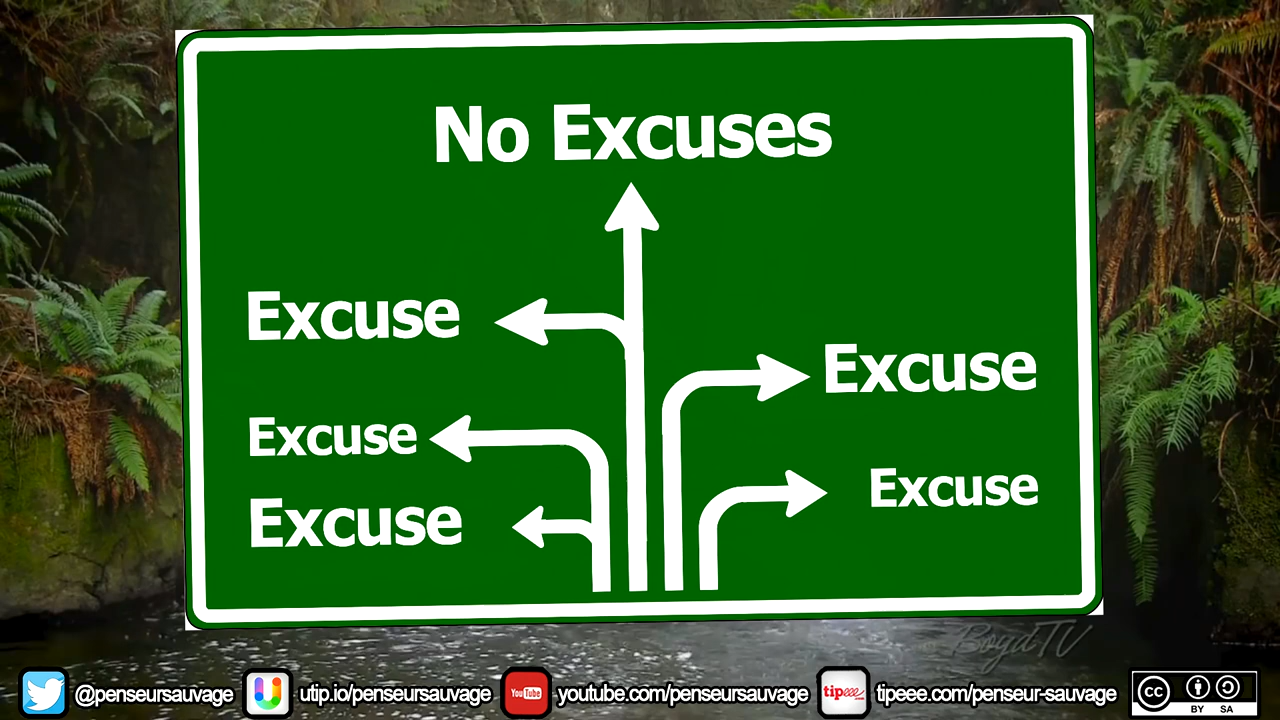 No Excuses
Excuse
Excuse
Excuse
Excuse
Excuse
BoydTV
@penseursauvage
utip.io/penseursauvage
YouTube
youtube.com/penseursauvage
tipeee.com
tipeee.com/penseur-sauvage
cc
BY SA